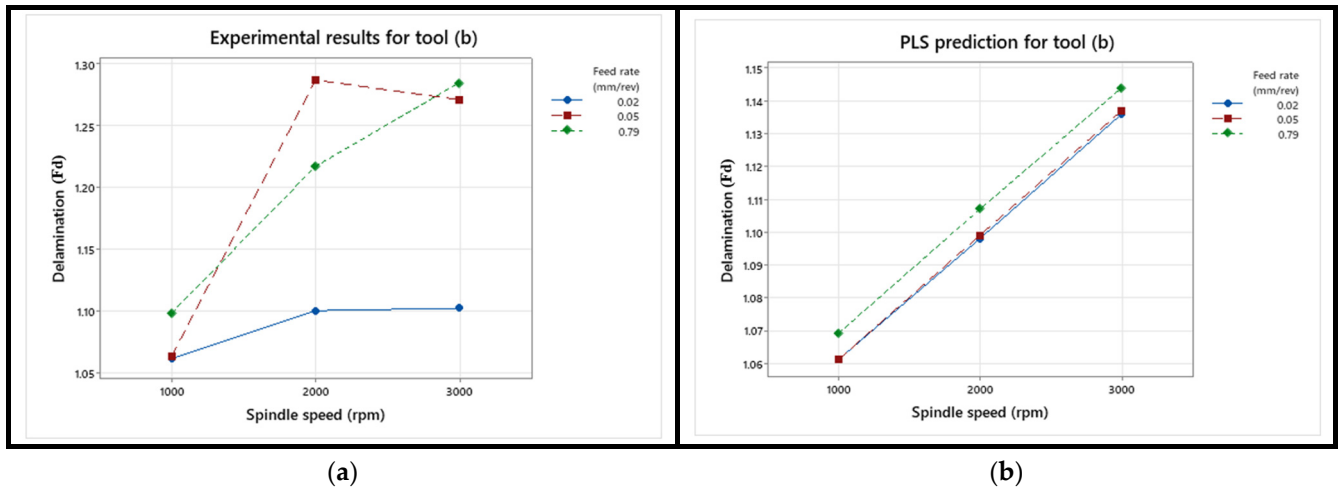 Experimental results for tool (b)
Delamination (Fd)
1.30
1.25
1.20
1.15
1.10
1.05
1000
2000
3000
Spindle speed (rpm)
Feed rate
(mm/rev)
0.02
0.05
0.79
(a)
PLS prediction for tool (b)
Delamination (Fd)
1.15
1.14
1.13
1.12
1.11
1.10
1.09
1.08
1.07
1.06
1000
2000
3000
Spindle speed (rpm)
Feed rate
(mm/rev)
0.02
0.05
0.79
(b)